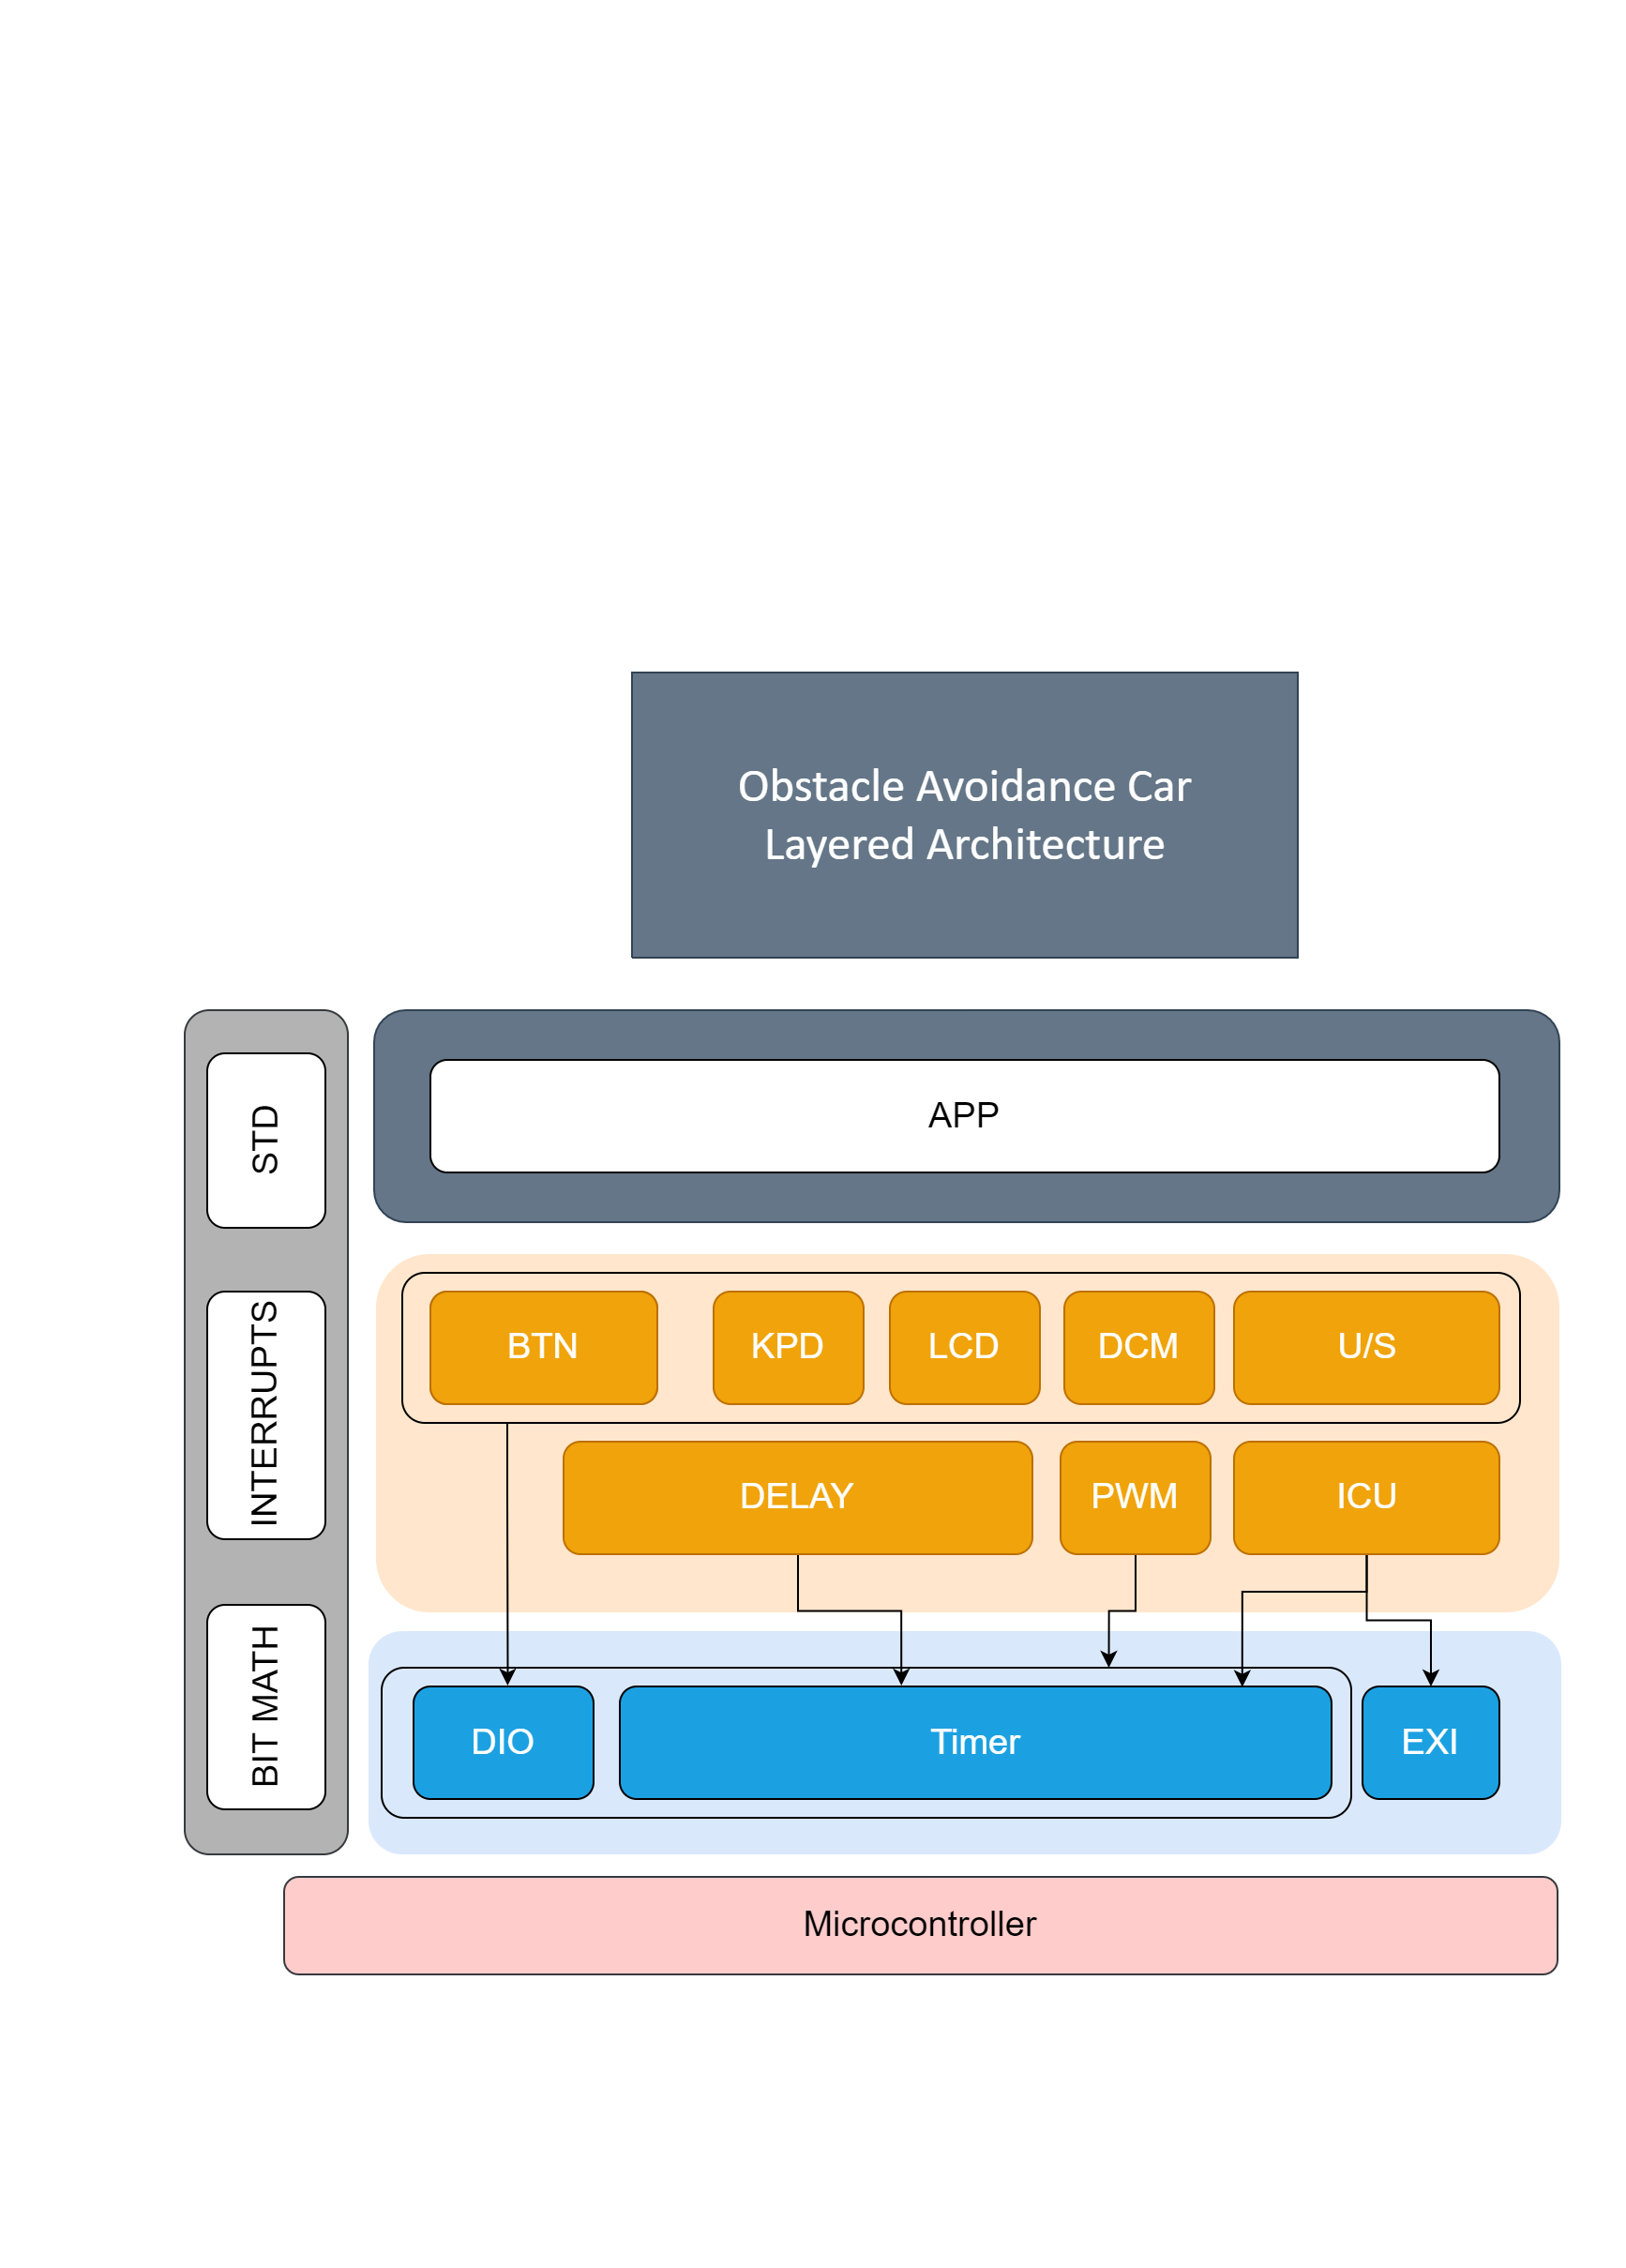 Obstacle Avoidance Car
Layered Architecture
STD
INTERRUPTS
BIT MATH
APP
BTN
KPD
LCD
DCM
U/S
DELAY
PWM
ICU
DIO
Timer
EXI
Microcontroller